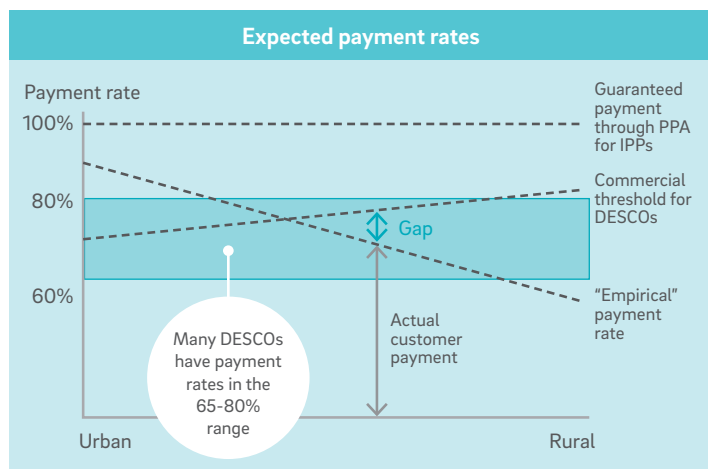 Expected payment rates
Payment rate
100%
80%
60%
Guaranteed
payment
through PPA
for IPPs
Commercial
threshold for
DESCOs
Gap
“Empirical”
payment
rate
Actual
customer
payment
Many DESCOs
have payment
rates in the
65-80%
range
Urban
Rural